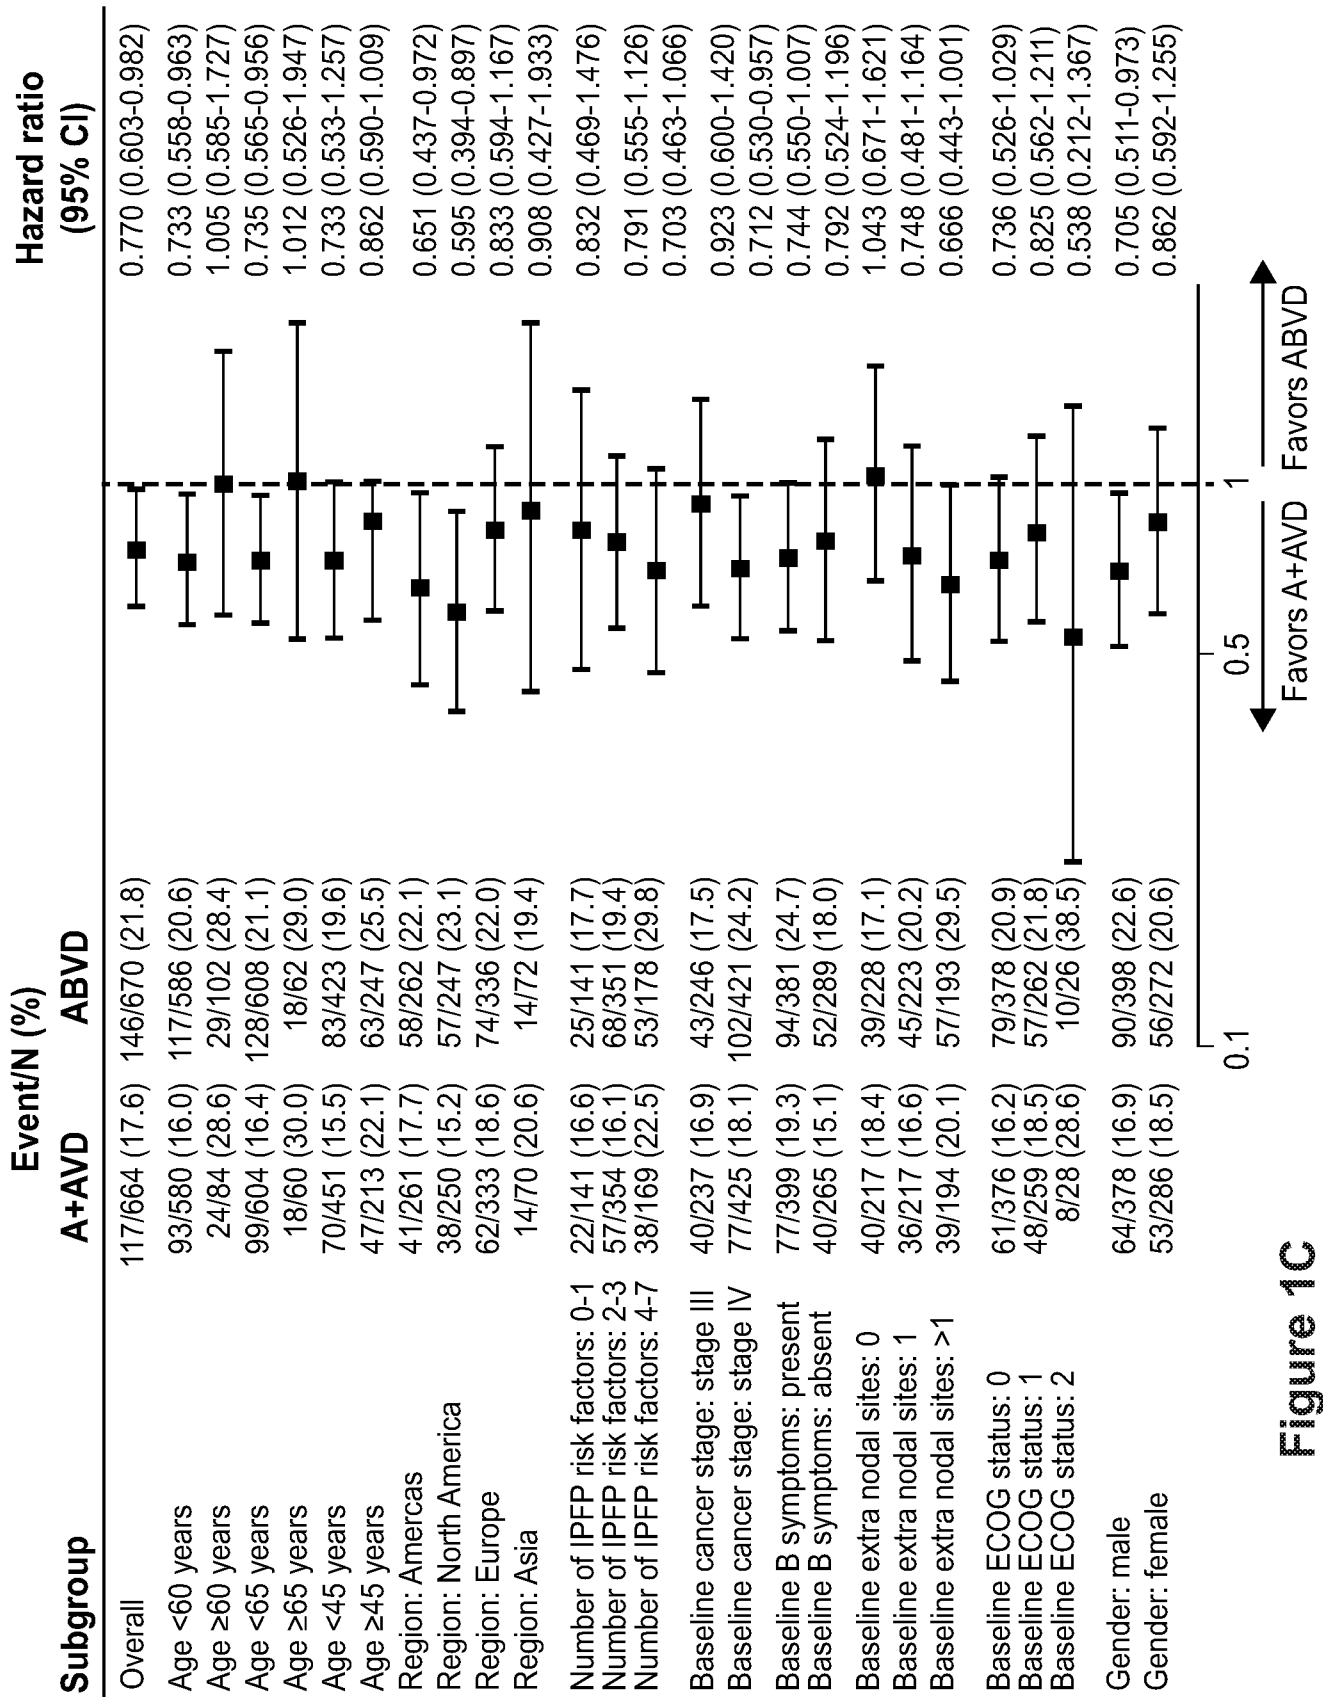 Event/N (%)
Hazard ratio
Subgroup A+AVD ABVD (95% CI)
Overall 117/664 (17.6) 146/670 (21.8) 0.770 (0.603-0.982)
Age <60 years 93/580 (16.0) 117/586 (20.6) 0.733 (0.558-0.963)
Age ≥60 years 24/84 (28.6) 29/102 (28.4) 1.005 (0.585-1.727)
Age <65 years 99/604 (16.4) 128/608 (21.1) 0.735 (0.565-0.956)
Age ≥65 years 18/60 (30.0) 18/62 (29.0) 1.012 (0.526-1.947)
Age <45 years 70/451 (15.5) 83/423 (19.6) 0.733 (0.533-1.257)
Age ≥45 years 47/213 (22.1) 63/247 (25.5) 0.862 (0.590-1.009)
Region: Amercas 41/261 (17.7) 58/262 (22.1) 0.651 (0.437-0.972)
Region: North America 38/250 (15.2) 57/247 (23.1) 0.595 (0.394-0.897)
Region: Europe 62/333 (18.6) 74/336 (22.0) 0.833 (0.594-1.167)
Region: Asia 14/70 (20.6) 14/72 (19.4) 0.908 (0.427-1.933)
Number of IPFP risk factors: 0-1 22/141 (16.6) 25/141 (17.7) 0.832 (0.469-1.476)
Number of IPFP risk factors: 2-3 57/354 (16.1) 68/351 (19.4) 0.791 (0.555-1.126)
Number of IPFP risk factors: 4-7 38/169 (22.5) 53/178 (29.8) 0.703 (0.463-1.066)
Baseline cancer stage: stage III 40/237 (16.9) 43/246 (17.5) 0.923 (0.600-1.420)
Baseline cancer stage: stage IV 77/425 (18.1) 102/421 (24.2) 0.712 (0.530-0.957)
Baseline B symptoms: present 77/399 (19.3) 94/381 (24.7) 0.744 (0.550-1.007)
Baseline B symptoms: absent 40/265 (15.1) 52/289 (18.0) 0.792 (0.524-1.196)
Baseline extra nodal sites: 0 40/217 (18.4) 39/228 (17.1) 1.043 (0.671-1.621)
Baseline extra nodal sites: 1 36/217 (16.6) 45/223 (20.2) 0.748 (0.481-1.164)
Baseline extra nodal sites: >1 39/194 (20.1) 57/193 (29.5) 0.666 (0.443-1.001)
Baseline ECOG status: 0 61/376 (16.2) 79/378 (20.9) 0.736 (0.526-1.029)
Baseline ECOG status: 1 48/259 (18.5) 57/262 (21.8) 0.825 (0.562-1.211)
Baseline ECOG status: 2 8/28 (28.6) 10/26 (38.5) 0.538 (0.212-1.367)
Gender: male 64/378 (16.9) 90/398 (22.6) 0.705 (0.511-0.973)
Gender: female 53/286 (18.5) 56/272 (20.6) 0.862 (0.592-1.255)
0.1 0.5 1
Favors A+AVD Favors ABVD
Figure 1C